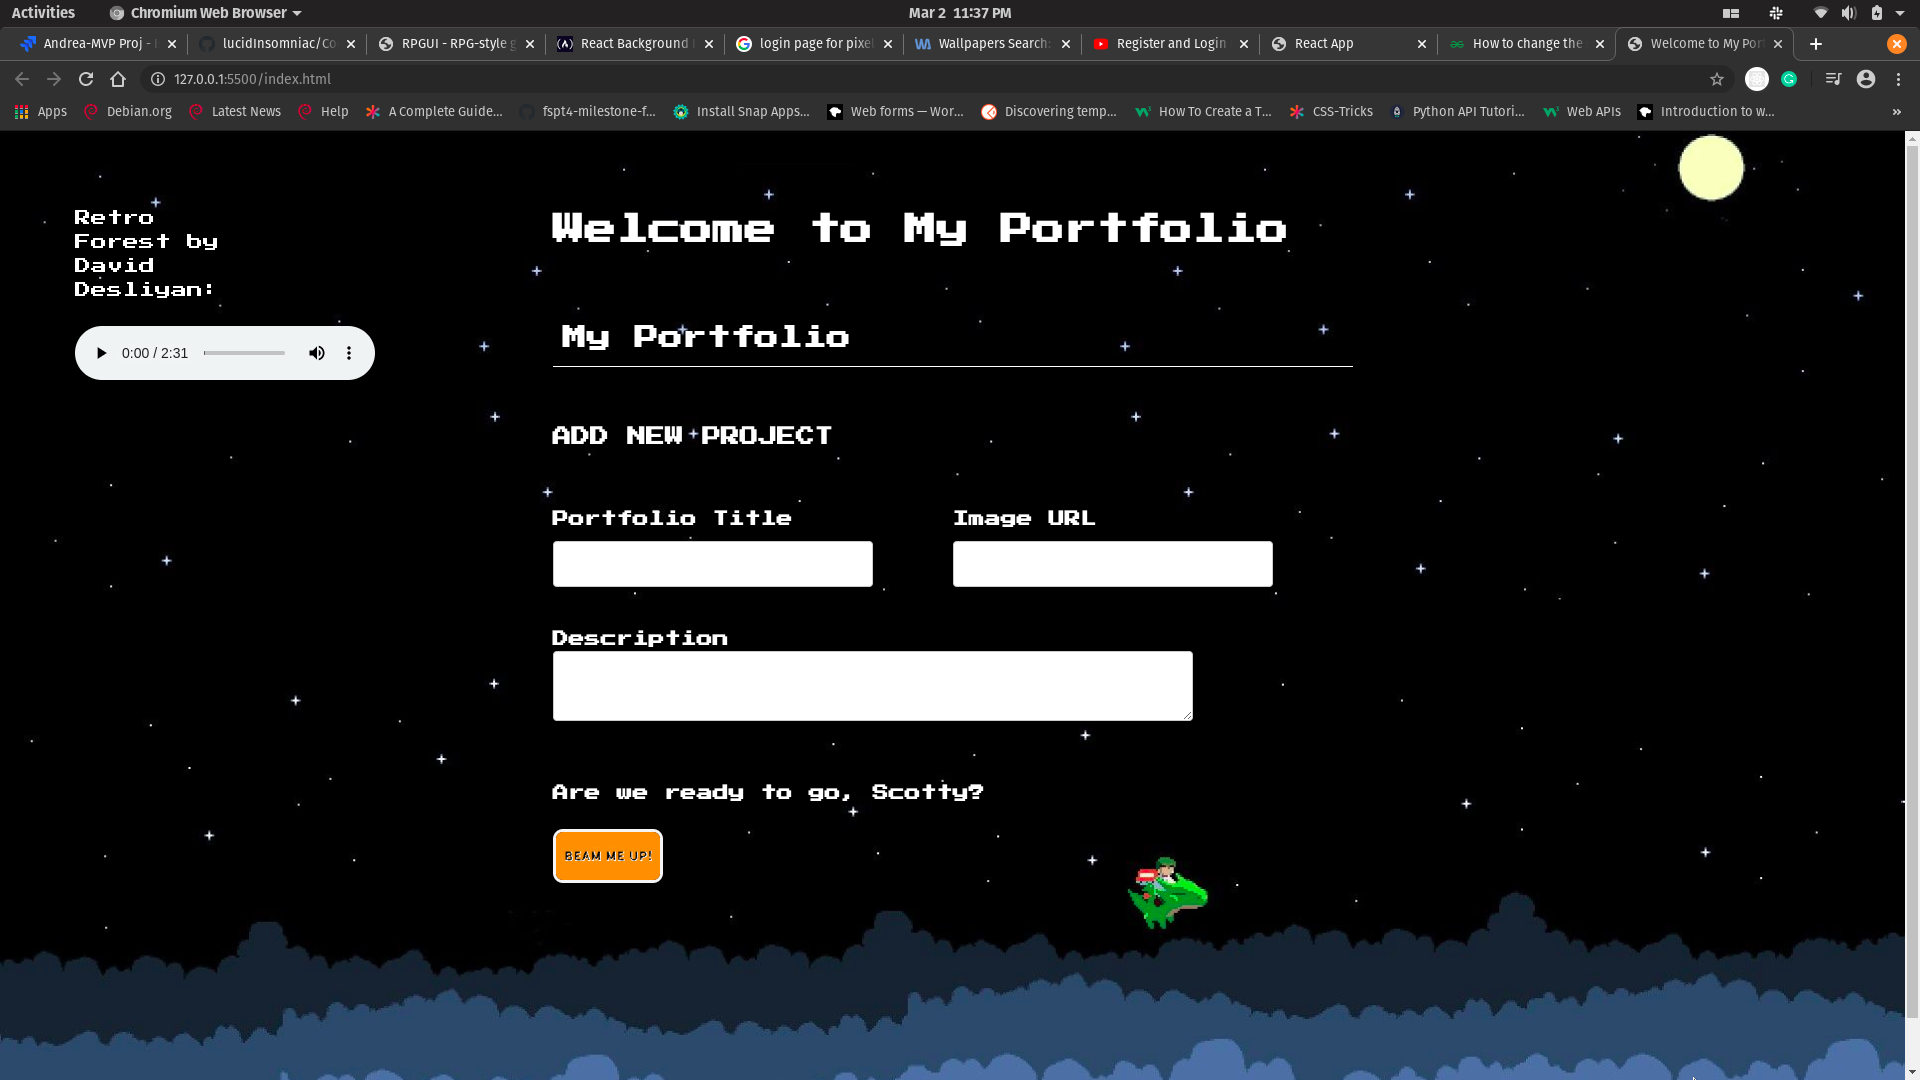 Activities Chromium Web Browser Mar 2 11:37 PM
Andrea-MVP Proj - lucidInsomniac/Co RPGUI - RPG-style g React Background login page for pixel Wallpapers Search: Register and Login React App How to change the Welcome to My Por
127.0.0.1:5500/index.html
Apps Debian.org Latest News Help A Complete Guide... fspt4-milestone-f... Install Snap Apps... Web forms — Wor... Discovering temp... How To Create a T... CSS-Tricks Python API Tutori... Web APIs Introduction to w... »
Retro
Forest by
David
Desliyan:
0:00 / 2:31
Welcome to My Portfolio
My Portfolio
ADD NEW PROJECT
Portfolio Title Image URL
Description
Are we ready to go, Scotty?
BEAM ME UP!